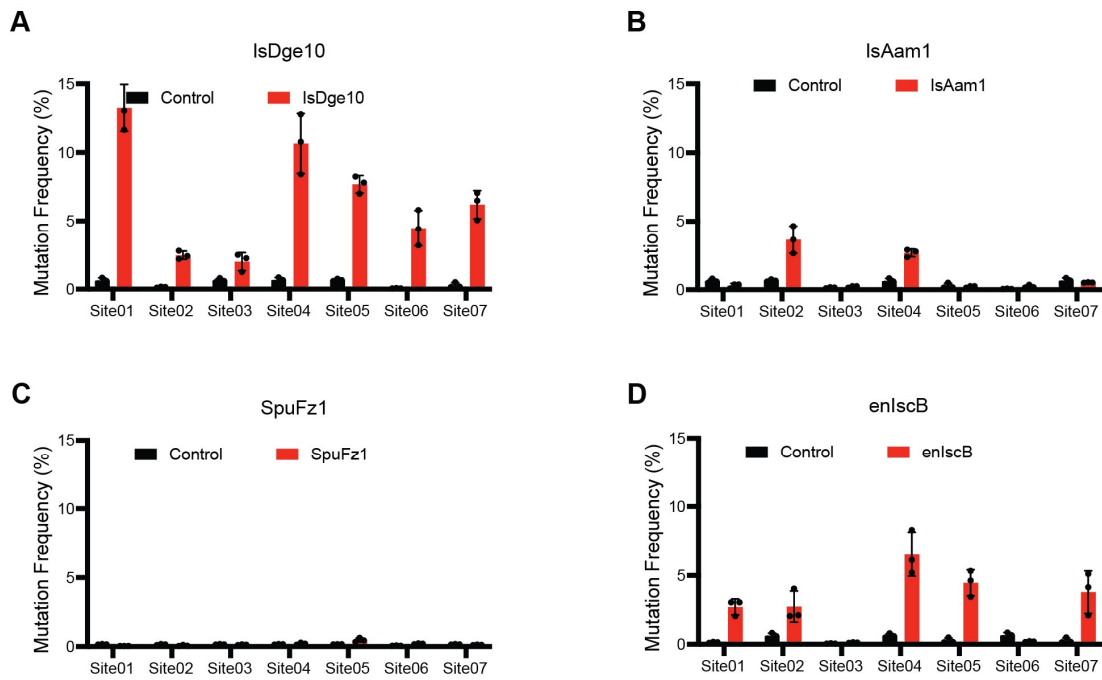 A
IsDge10
Mutation Frequency (%)
15
10
5
0
Control
IsDge10
Site01 Site02 Site03 Site04 Site05 Site06 Site07
B
IsAam1
Mutation Frequency (%)
15
10
5
0
Control
IsAam1
Site01 Site02 Site03 Site04 Site05 Site06 Site07
C
SpuFz1
Mutation Frequency (%)
15
10
5
0
Control
SpuFz1
Site01 Site02 Site03 Site04 Site05 Site06 Site07
D
enIscB
Mutation Frequency (%)
15
10
5
0
Control
enIscB
Site01 Site02 Site03 Site04 Site05 Site06 Site07